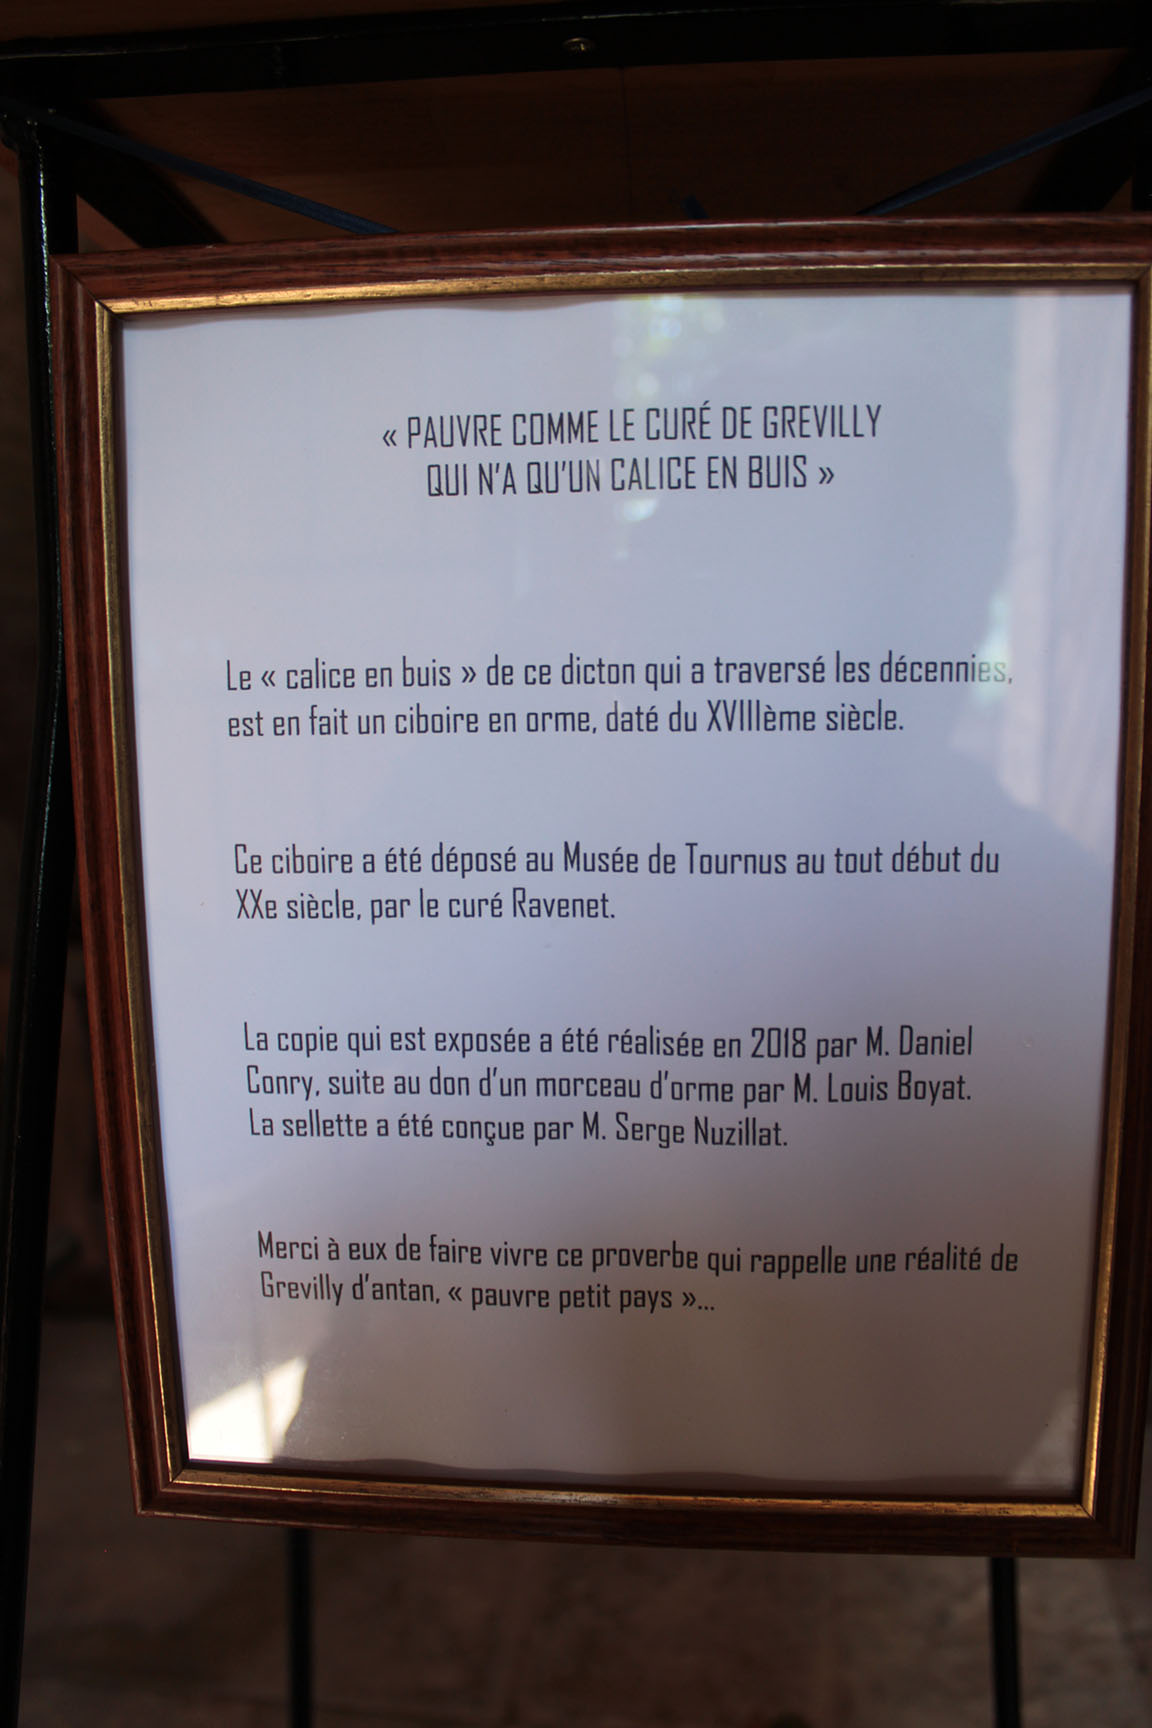 « PAUVRE COMME LE CURÉ DE GREVILLY
QUI N'A QU'UN CALICE EN BUIS »
Le « calice en buis » de ce dicton qui a traversé les décennies,
est en fait un ciboire en orme, daté du XVIIIème siècle.
Ce ciboire a été déposé au Musée de Tournus au tout début du
XXe siècle, par le curé Ravenet.
La copie qui est exposée a été réalisée en 2018 par M. Daniel
Conry, suite au don d'un morceau d'orme par M. Louis Boyat.
La sellette a été conçue par M. Serge Nuzillat.
Merci à eux de faire vivre ce proverbe qui rappelle une réalité de
Grevilly d'antan, « pauvre petit pays »...